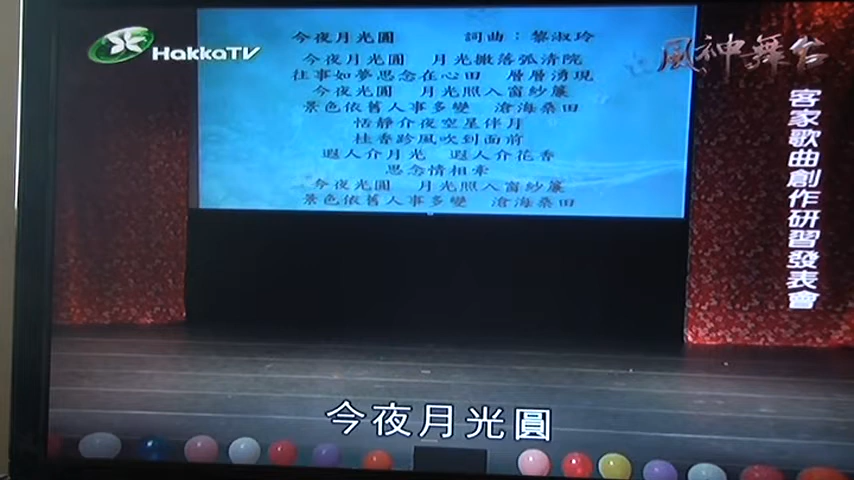 HakkaTV
風神舞台
客家歌曲創作研習發表會
今夜月光圓 詞曲：黎淑玲
今夜月光圓 月光撒落孤清院
往事如夢思念在心田 層層湧現
今夜光圓 月光照入窗紗簾
景色依舊人事多變 滄海桑田
恬靜介夜空星伴月
桂香跈風吹到面前
遐人介月光 遐人介花香
思念情相牽
今夜光圓 月光照入窗紗簾
景色依舊人事多變 滄海桑田
今夜月光圓